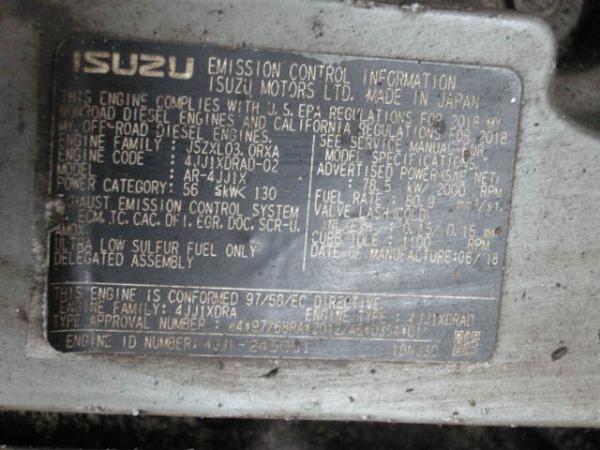 ISUZU EMISSION CONTROL INFORMATION
ISUZU MOTORS LTD. MADE IN JAPAN
THIS ENGINE COMPLIES WITH U.S. EPA REGULATIONS FOR 2018 MY
NONROAD DIESEL ENGINES AND CALIFORNIA REGULATIONS FOR 2018
MY OFF-ROAD DIESEL ENGINES.
ENGINE FAMILY : JSZXL03.0RXA
ENGINE CODE : 4JJ1XDRAD-02
MODEL : AR-4JJ1X
POWER CATEGORY: 56 ≤kW< 130
EXHAUST EMISSION CONTROL SYSTEM
: ECM, TC, CAC, DFI, EGR, DOC, SCR-U,
AMOX
ULTRA LOW SULFUR FUEL ONLY
DELEGATED ASSEMBLY
SEE SERVICE MANUAL FOR
MODEL SPECIFICATION.
ADVERTISED POWER(SAE NET)
: 78.5 kW/ 2000 RPM
FUEL RATE : 80.9 mm³/st.
VALVE LASH(COLD)
IN./EXH. : 0.15/ 0.15 mm
CURB IDLE : 1100 RPM
DATE OF MANUFACTURE:06/'18
THIS ENGINE IS CONFORMED 97/68/EC DIRECTIVE.
ENGINE FAMILY: 4JJ1XDRA ENGINE TYPE: 4JJ1XDRAD
TYPE APPROVAL NUMBER :
ENGINE ID NUMBER: 4JJ1-